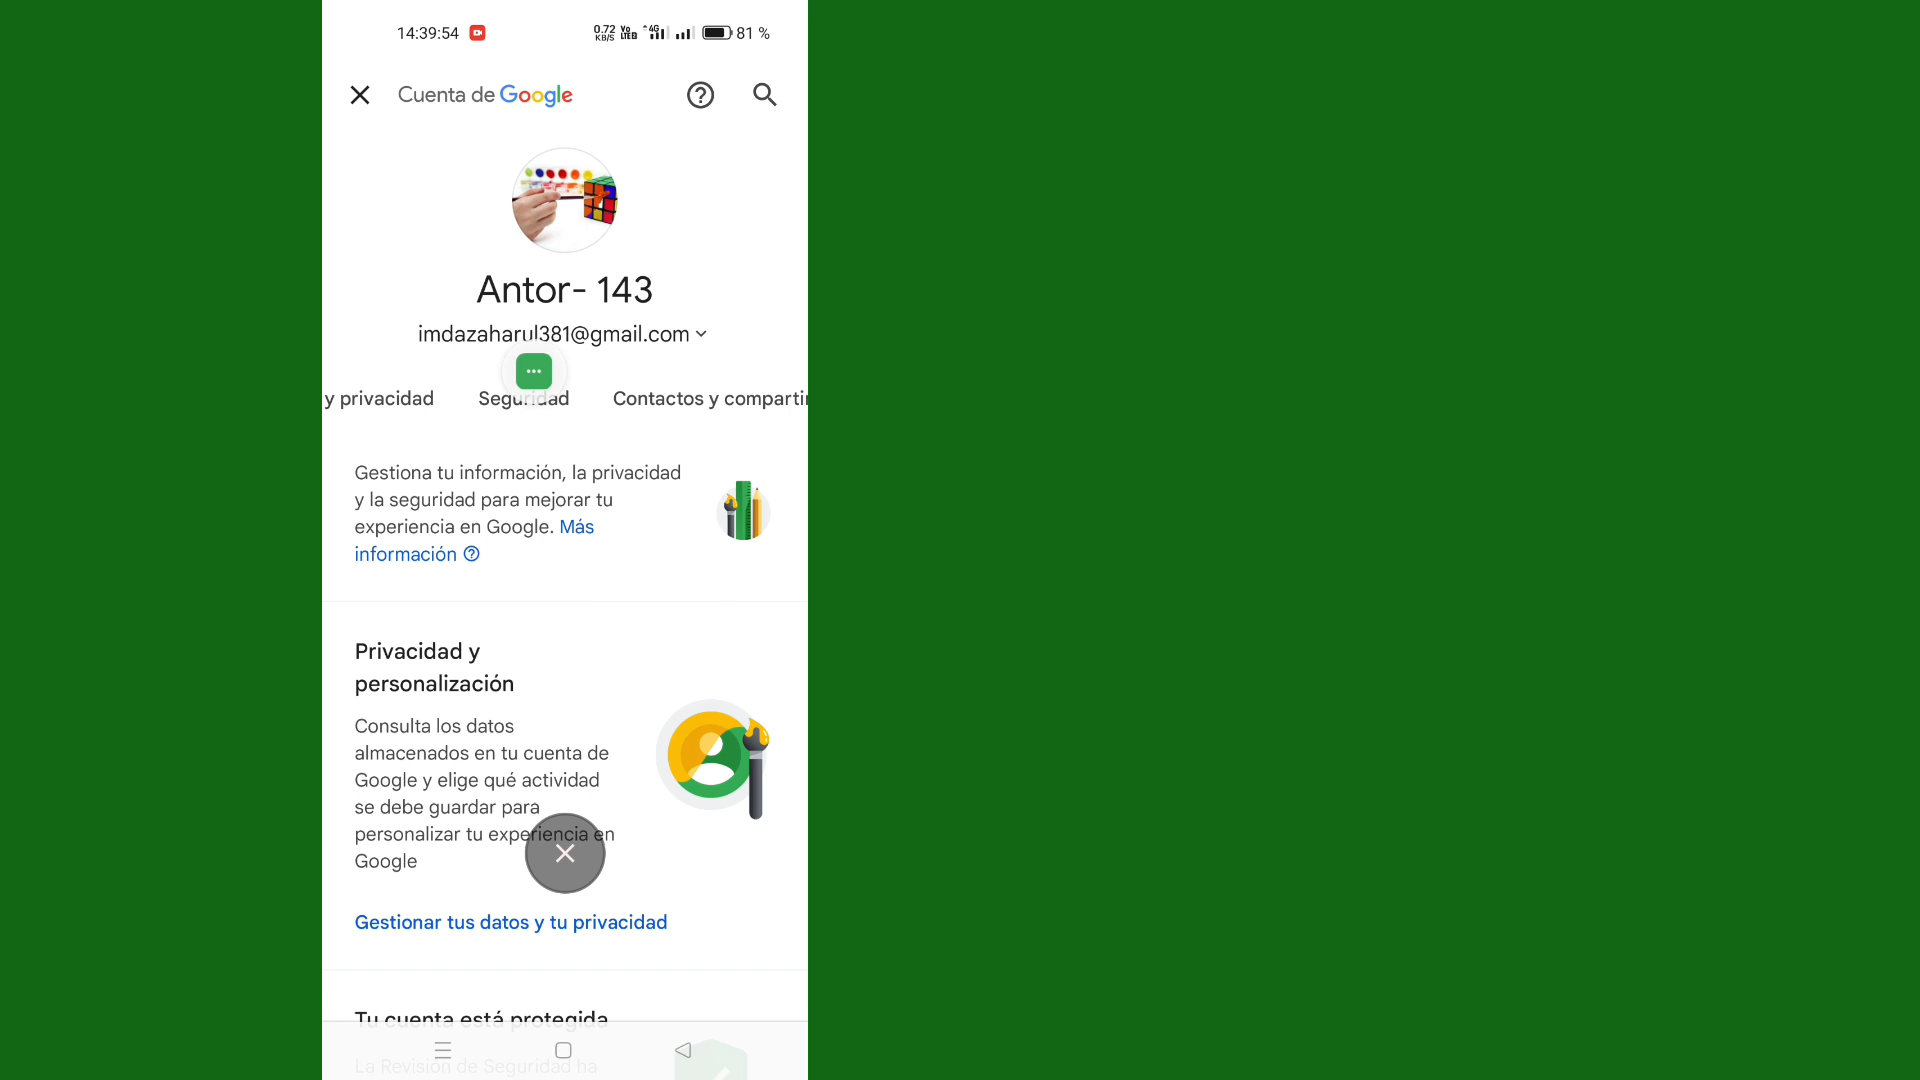 14:39:54 0.72 KB/S Vo LTE2 4G 81 %
Cuenta de Google
Antor- 143
imdazaharul381@gmail.com
y privacidad Seguridad Contactos y compartir
Gestiona tu información, la privacidad
y la seguridad para mejorar tu
experiencia en Google. Más
información
Privacidad y
personalización
Consulta los datos
almacenados en tu cuenta de
Google y elige qué actividad
se debe guardar para
personalizar tu experiencia en
Google
Gestionar tus datos y tu privacidad
Tu cuenta está protegida
La Revisión de Seguridad ha